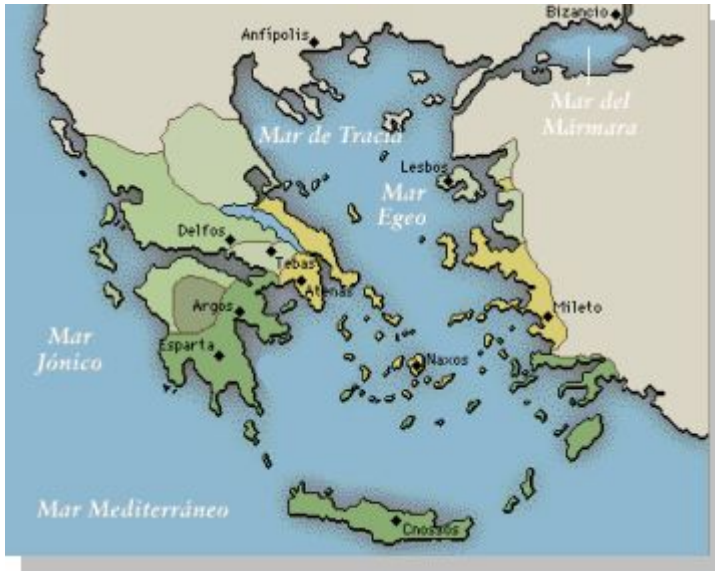 Bizancio
Anfípolis
Mar del
Mármara
Mar de Tracia
Lesbos
Mar
Egeo
Delfos
Tebas
Atenas
Argos
Mileto
Mar
Jónico
Esparta
Naxos
Mar Mediterráneo
Cnossos